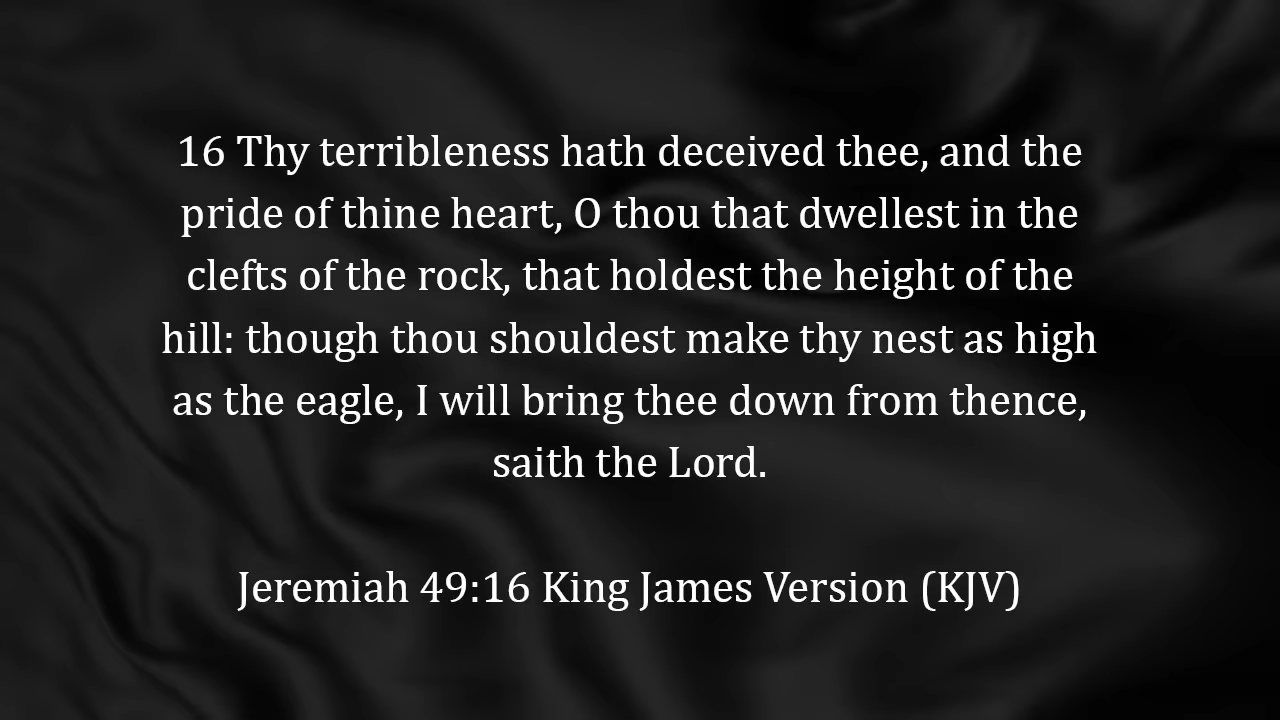 16 Thy terribleness hath deceived thee, and the
pride of thine heart, O thou that dwellest in the
clefts of the rock, that holdest the height of the
hill: though thou shouldest make thy nest as high
as the eagle, I will bring thee down from thence,
saith the Lord.
Jeremiah 49:16 King James Version (KJV)